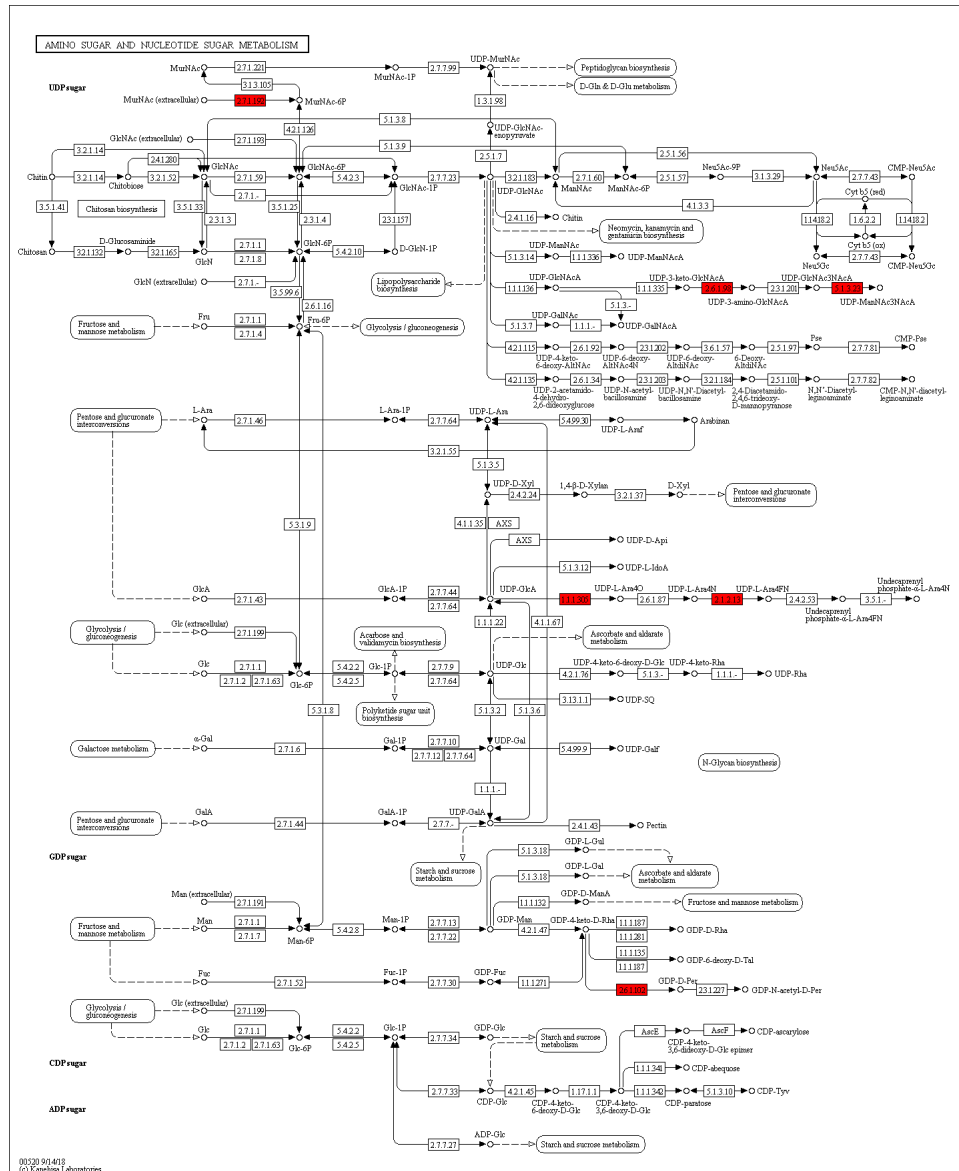 AMINO SUGAR AND NUCLEOTIDE SUGAR METABOLISM
MurNAc
2.7.1.221
MurNAc-1P
2.7.7.99
UDP-MurNAc
Peptidoglycan biosynthesis
UDPsugar
3.1.3.105
D-Gln & D-Glu metabolism
MurNAc (extracellular)
2.7.1.192
MurNAc-6P
1.3.1.98
5.1.3.8
4.2.1.126
UDP-GlcNAc-
enopyruvate
GlcNAc (extracellular)
2.7.1.193
5.1.3.9
2.5.1.7
3.2.1.14
2.4.1.280
GlcNAc
GlcNAc-6P
2.5.1.56
Neu5Ac-9P
Neu5Ac
CMP-Neu5Ac
Chitin
3.2.1.14
3.2.1.52
2.7.1.59
5.4.2.3
GlcNAc-1P
2.7.7.23
3.2.1.183
ManNAc
2.7.1.60
ManNAc-6P
2.5.1.57
3.1.3.29
2.7.7.43
Chitobiose
UDP-GlcNAc
2.7.1.-
4.1.3.3
Cyt b5 (red)
3.5.1.41
Chitosan biosynthesis
3.5.1.33
3.5.1.25
2.3.1.3
2.3.1.4
2.3.1.157
2.4.1.16
Chitin
1.14.18.2
1.6.2.2
1.14.18.2
Neomycin, kanamycin and
gentamicin biosynthesis
D-Glucosaminide
2.7.1.1
GlcN-6P
UDP-ManNAc
Cyt b5 (ox)
Chitosan
3.2.1.132
3.2.1.165
GlcN
2.7.1.8
5.4.2.10
D-GlcN-1P
5.1.3.14
1.1.1.336
UDP-ManNAcA
Neu5Gc
2.7.7.43
CMP-Neu5Gc
GlcN (extracellular)
2.7.1.-
3.5.99.6
Lipopolysaccharide
biosynthesis
UDP-GlcNAcA
UDP-3-keto-GlcNAcA
UDP-GlcNAc3NAcA
1.1.1.136
1.1.1.335
2.6.1.98
2.3.1.201
5.1.3.23
UDP-3-amino-GlcNAcA
UDP-ManNAc3NAcA
2.6.1.16
5.1.3.-
Fructose and
mannose metabolism
Fru
2.7.1.1
2.7.1.4
Fru-6P
Glycolysis / gluconeogenesis
UDP-GalNAc
5.1.3.7
1.1.1.-
UDP-GalNAcA
Pse
CMP-Pse
4.2.1.115
2.6.1.92
2.3.1.202
3.6.1.57
2.5.1.97
2.7.7.81
UDP-4-keto-
6-deoxy-AltNAc
UDP-6-deoxy-
AltNAc4N
UDP-6-deoxy-
AltdiNAc
6-Deoxy-
AltdiNAc
4.2.1.135
2.6.1.34
2.3.1.203
3.2.1.184
2.5.1.101
2.7.7.82
UDP-2-acetamido-
4-dehydro-
2,6-dideoxyglucose
UDP-N-acetyl-
bacillosamine
UDP-N,N'-Diacetyl-
bacillosamine
2,4-Diacetamido-
2,4,6-trideoxy-
D-mannopyranose
N,N'-Diacetyl-
legionaminate
CMP-N,N'-diacetyl-
legionaminate
Pentose and glucuronate
interconversions
L-Ara
2.7.1.46
L-Ara-1P
2.7.7.64
UDP-L-Ara
5.4.99.30
UDP-L-Araf
Arabinan
3.2.1.55
5.1.3.5
UDP-D-Xyl
2.4.2.24
1,4-β-D-Xylan
3.2.1.37
D-Xyl
Pentose and glucuronate
interconversions
5.3.1.9
4.1.1.35
AXS
AXS
UDP-D-Api
5.1.3.12
UDP-L-IdoA
GlcA
2.7.1.43
GlcA-1P
2.7.7.44
2.7.7.64
UDP-GlcA
1.1.1.305
UDP-L-Ara4O
2.6.1.87
UDP-L-Ara4N
2.1.2.13
UDP-L-Ara4FN
2.4.2.53
Undecaprenyl
phosphate-α-L-Ara4FN
3.5.1.-
Undecaprenyl
phosphate-α-L-Ara4N
Glycolysis /
gluconeogenesis
Glc (extracellular)
2.7.1.199
Acarbose and
validamycin biosynthesis
1.1.1.22
4.1.1.67
Ascorbate and aldarate
metabolism
Glc
2.7.1.1
2.7.1.2
2.7.1.63
Glc-6P
5.4.2.2
5.4.2.5
Glc-1P
2.7.7.9
2.7.7.64
UDP-Glc
UDP-4-keto-6-deoxy-D-Glc
UDP-4-keto-Rha
4.2.1.76
5.1.3.-
1.1.1.-
UDP-Rha
3.13.1.1
UDP-SQ
5.3.1.8
Polyketide sugar unit
biosynthesis
5.1.3.2
5.1.3.6
Galactose metabolism
α-Gal
2.7.1.6
Gal-1P
2.7.7.10
2.7.7.12
2.7.7.64
UDP-Gal
5.4.99.9
UDP-Galf
N-Glycan biosynthesis
1.1.1.-
Pentose and glucuronate
interconversions
GalA
2.7.1.44
GalA-1P
2.7.7.-
UDP-GalA
2.4.1.43
Pectin
GDPsugar
Starch and sucrose
metabolism
5.1.3.18
GDP-L-Gul
5.1.3.18
GDP-L-Gal
Ascorbate and aldarate
metabolism
Man (extracellular)
2.7.1.191
1.1.1.132
GDP-D-ManA
Fructose and mannose metabolism
Fructose and
mannose metabolism
Man
2.7.1.1
2.7.1.7
Man-6P
5.4.2.8
Man-1P
2.7.7.13
2.7.7.22
GDP-Man
4.2.1.47
GDP-4-keto-D-Rha
1.1.1.187
1.1.1.281
GDP-D-Rha
1.1.1.135
1.1.1.187
GDP-6-deoxy-D-Tal
Fuc
2.7.1.52
Fuc-1P
2.7.7.30
GDP-Fuc
1.1.1.271
2.6.1.102
GDP-D-Per
2.3.1.227
GDP-N-acetyl-D-Per
Glycolysis /
gluconeogenesis
Glc (extracellular)
2.7.1.199
Glc
2.7.1.1
2.7.1.2
2.7.1.63
Glc-6P
5.4.2.2
5.4.2.5
Glc-1P
2.7.7.34
GDP-Glc
Starch and sucrose
metabolism
AscE
AscF
CDP-ascarylose
CDP-4-keto-
3,6-dideoxy-D-Glc epimer
CDPsugar
1.1.1.341
CDP-abequose
2.7.7.33
CDP-Glc
4.2.1.45
CDP-4-keto-
6-deoxy-D-Glc
1.17.1.1
CDP-4-keto-
3,6-deoxy-D-Glc
1.1.1.342
CDP-paratose
5.1.3.10
CDP-Tyv
ADPsugar
2.7.7.27
ADP-Glc
Starch and sucrose metabolism
00520 9/14/18
(c) Kanehisa Laboratories